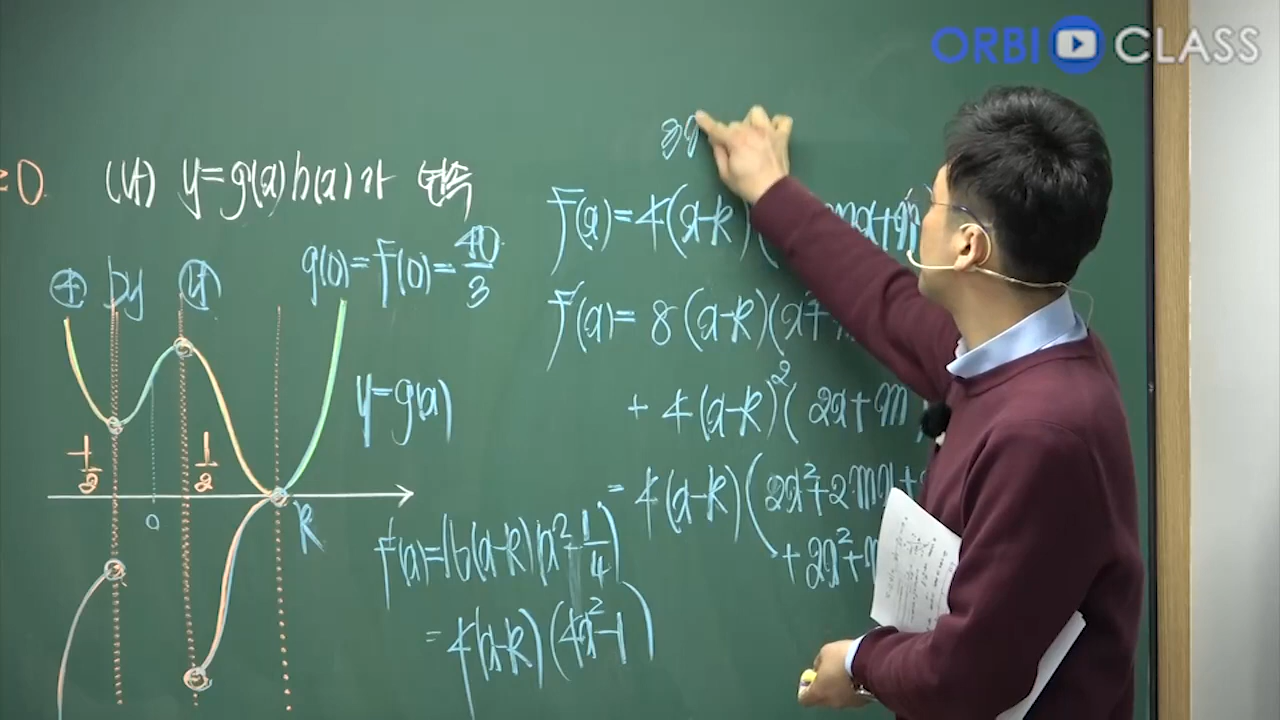 ORBI CLASS
≥0. (나) y=g(x)h(x)가 연속
f(x)=4(x-k)
g(0)=f(0)=40/3
f'(x)=8(x-k)(x²+
+4(x-k)²(2x+m
=4(x-k)(2x²+2mx+
+2x²+m
㉮ by ㉯
y=g(x)
-1/2 0 1/2 k
f'(x)=16(x-k)(x²-1/4)
=4(x-k)(4x²-1)